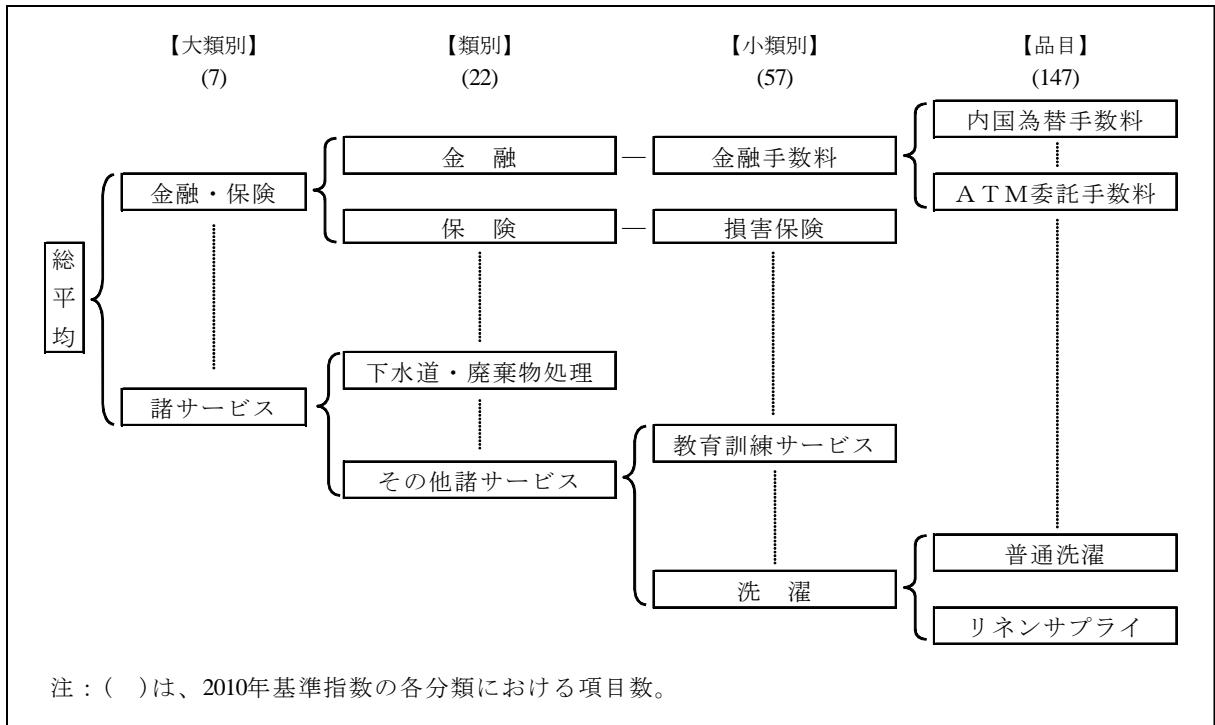 【大類別】 【類別】 【小類別】 【品目】
(7) (22) (57) (147)
内国為替手数料
金 融 ― 金融手数料
金融・保険 ＡＴＭ委託手数料
保 険 ― 損害保険
総平均
下水道・廃棄物処理
諸サービス
教育訓練サービス
その他諸サービス
普通洗濯
洗 濯
リネンサプライ
注：( )は、2010年基準指数の各分類における項目数。